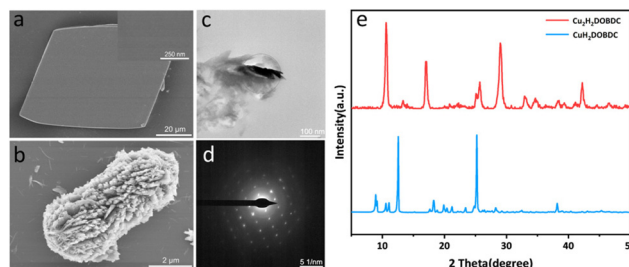 a
250 nm
20 µm
b
2 µm
c
100 nm
d
5 1/nm
e
Cu₂H₂DOBDC
CuH₂DOBDC
Intensity(a.u.)
10 20 30 40 50
2 Theta(degree)